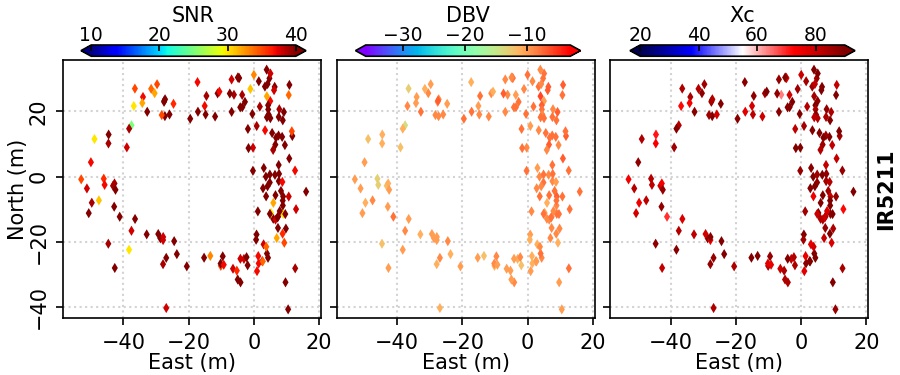 SNR DBV Xc
10 20 30 40 −30 −20 −10 20 40 60 80
20
0
−20
−40
North (m)
IR5211
−40 −20 0 20 −40 −20 0 20 −40 −20 0 20
East (m) East (m) East (m)